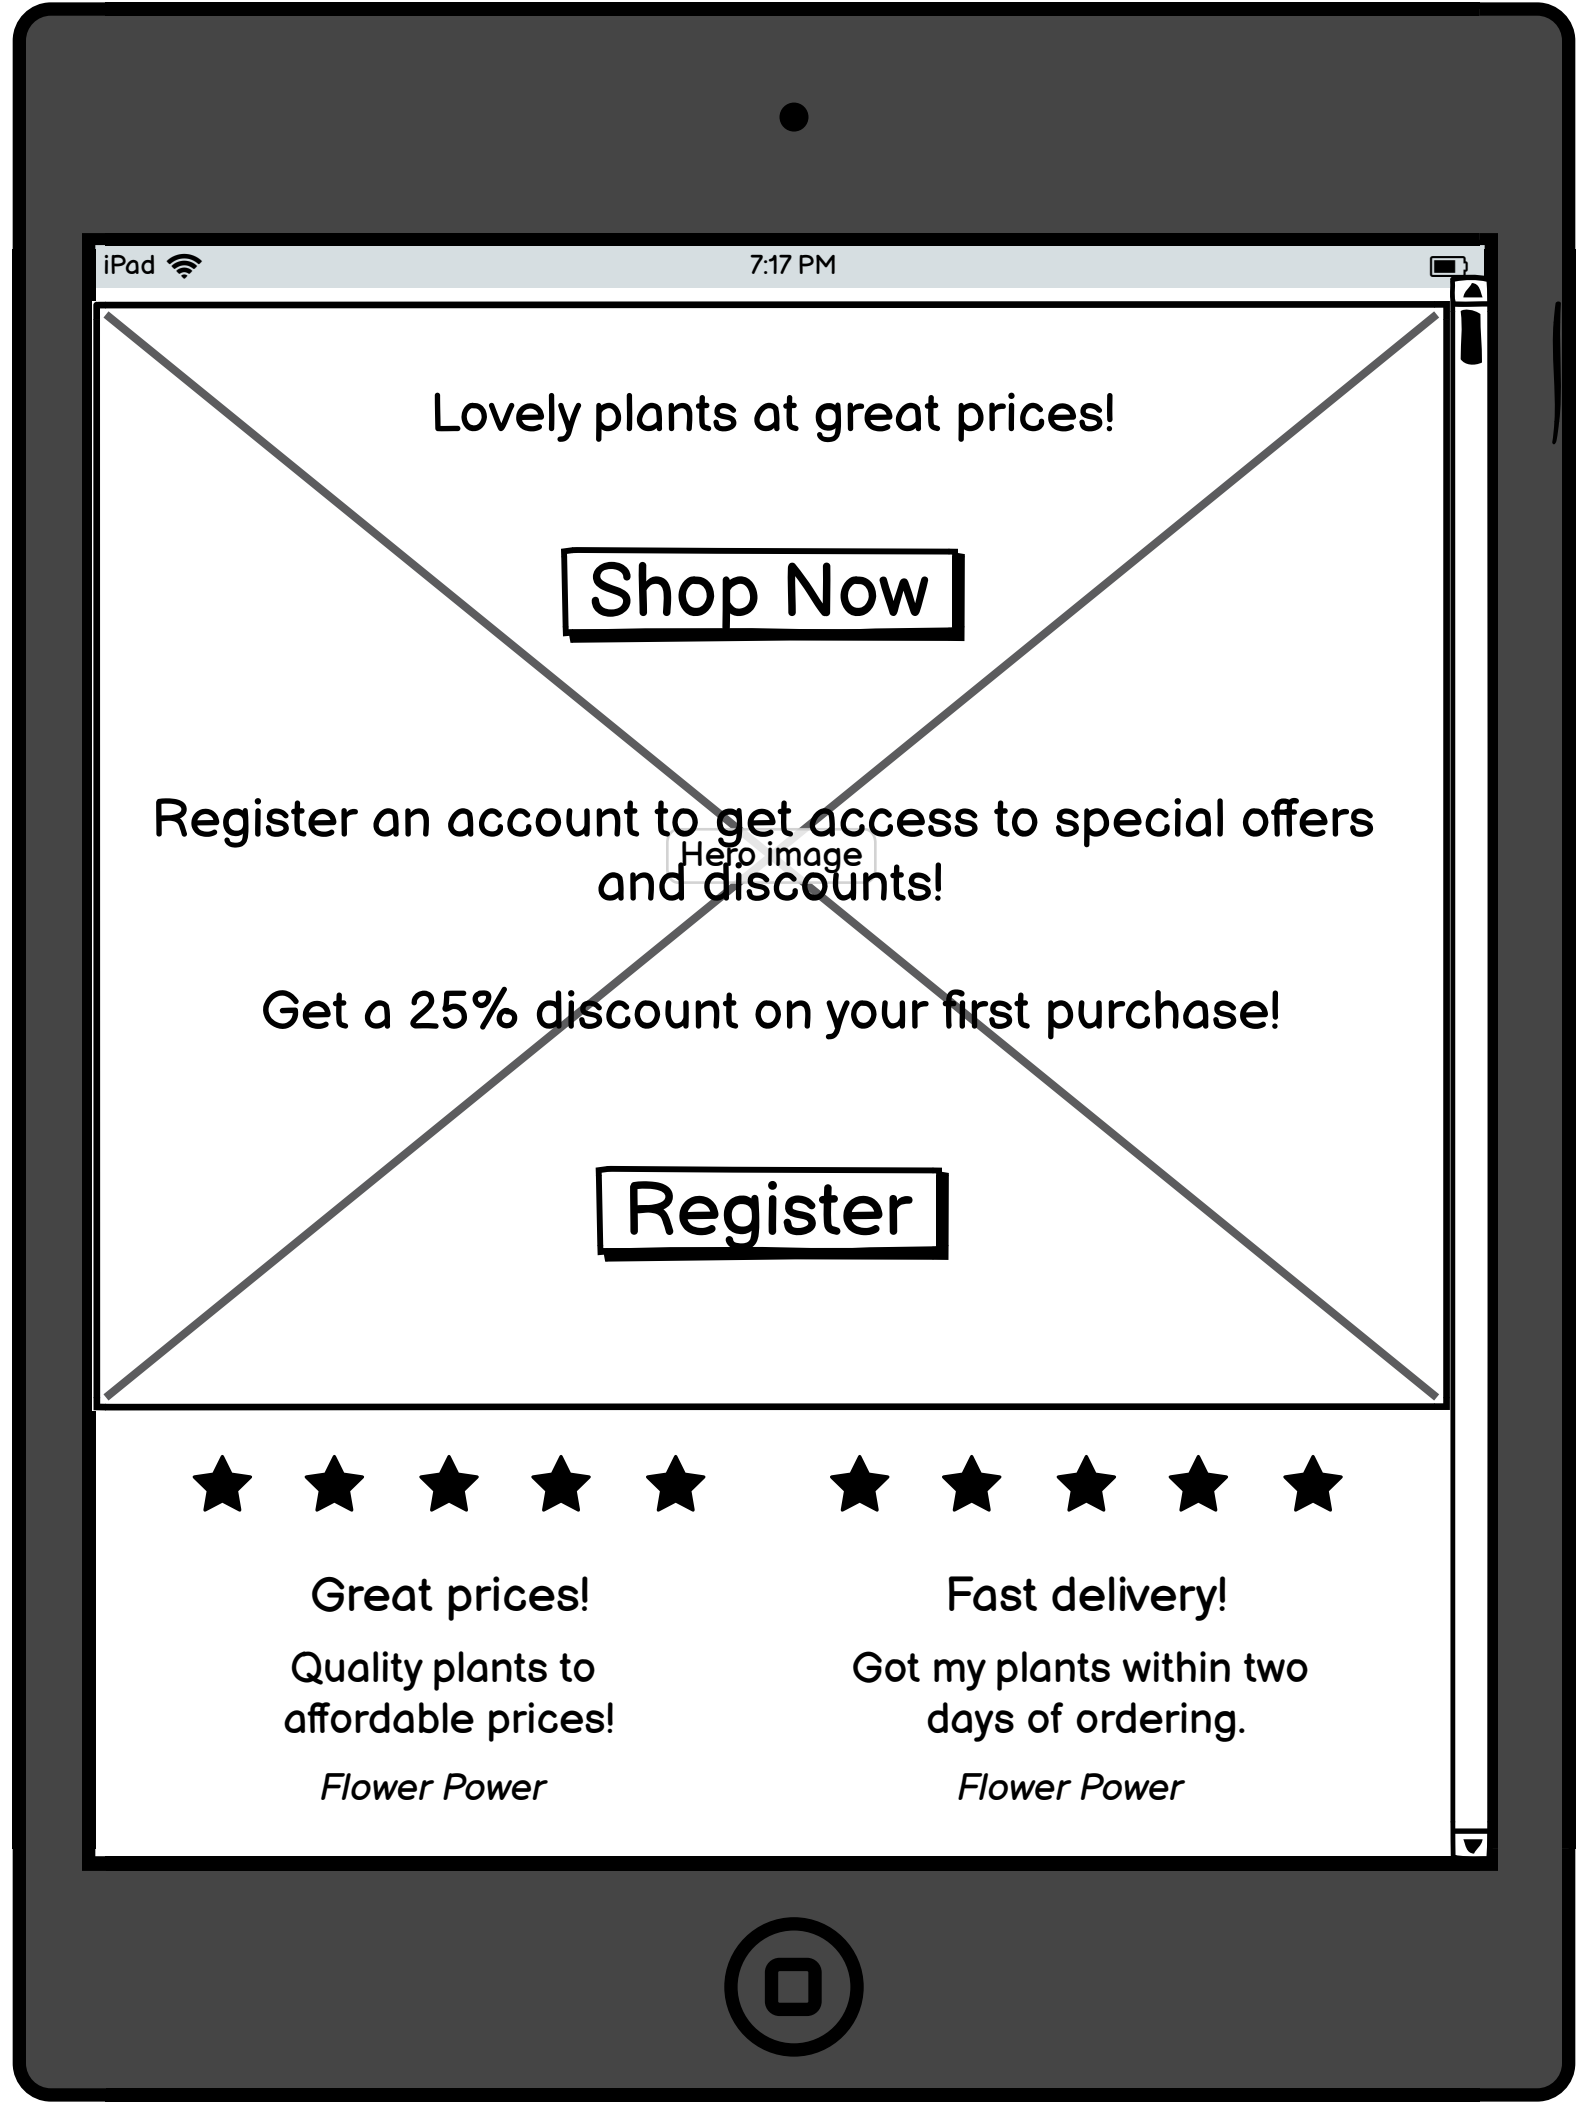 iPad 7:17 PM
Lovely plants at great prices!
Shop Now
Register an account to get access to special offers
Hero image
and discounts!
Get a 25% discount on your first purchase!
Register
Great prices!
Quality plants to
affordable prices!
Flower Power
Fast delivery!
Got my plants within two
days of ordering.
Flower Power